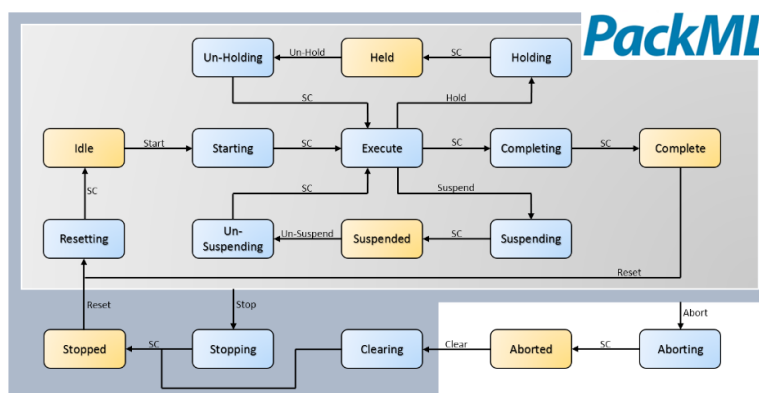 PackML
Un-Holding
Un-Hold
Held
SC
Holding
SC
Hold
Idle
Start
Starting
SC
Execute
SC
Completing
SC
Complete
SC
SC
Suspend
Resetting
Un-
Suspending
Un-Suspend
Suspended
SC
Suspending
Reset
Reset
Stop
Abort
Stopped
SC
Stopping
Clearing
Clear
Aborted
SC
Aborting